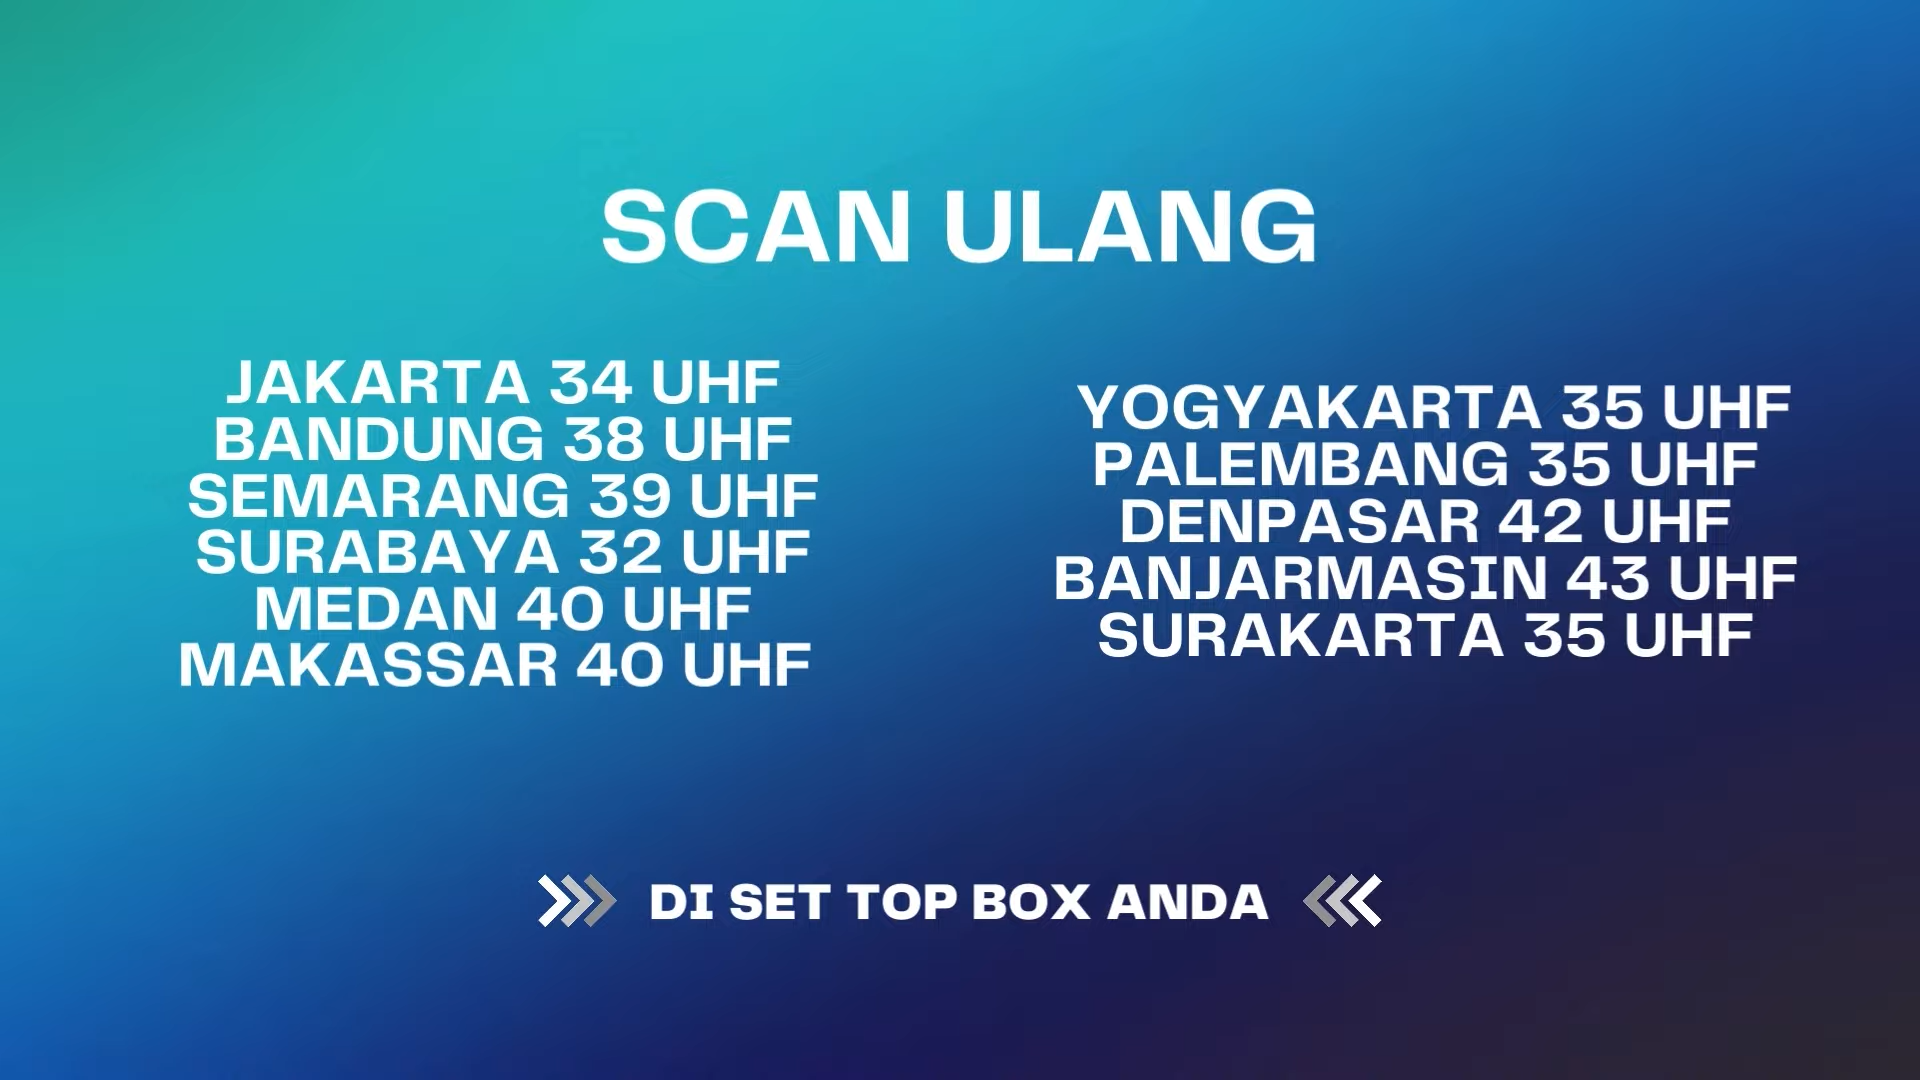 SCAN ULANG
JAKARTA 34 UHF
BANDUNG 38 UHF
SEMARANG 39 UHF
SURABAYA 32 UHF
MEDAN 40 UHF
MAKASSAR 40 UHF
YOGYAKARTA 35 UHF
PALEMBANG 35 UHF
DENPASAR 42 UHF
BANJARMASIN 43 UHF
SURAKARTA 35 UHF
DI SET TOP BOX ANDA